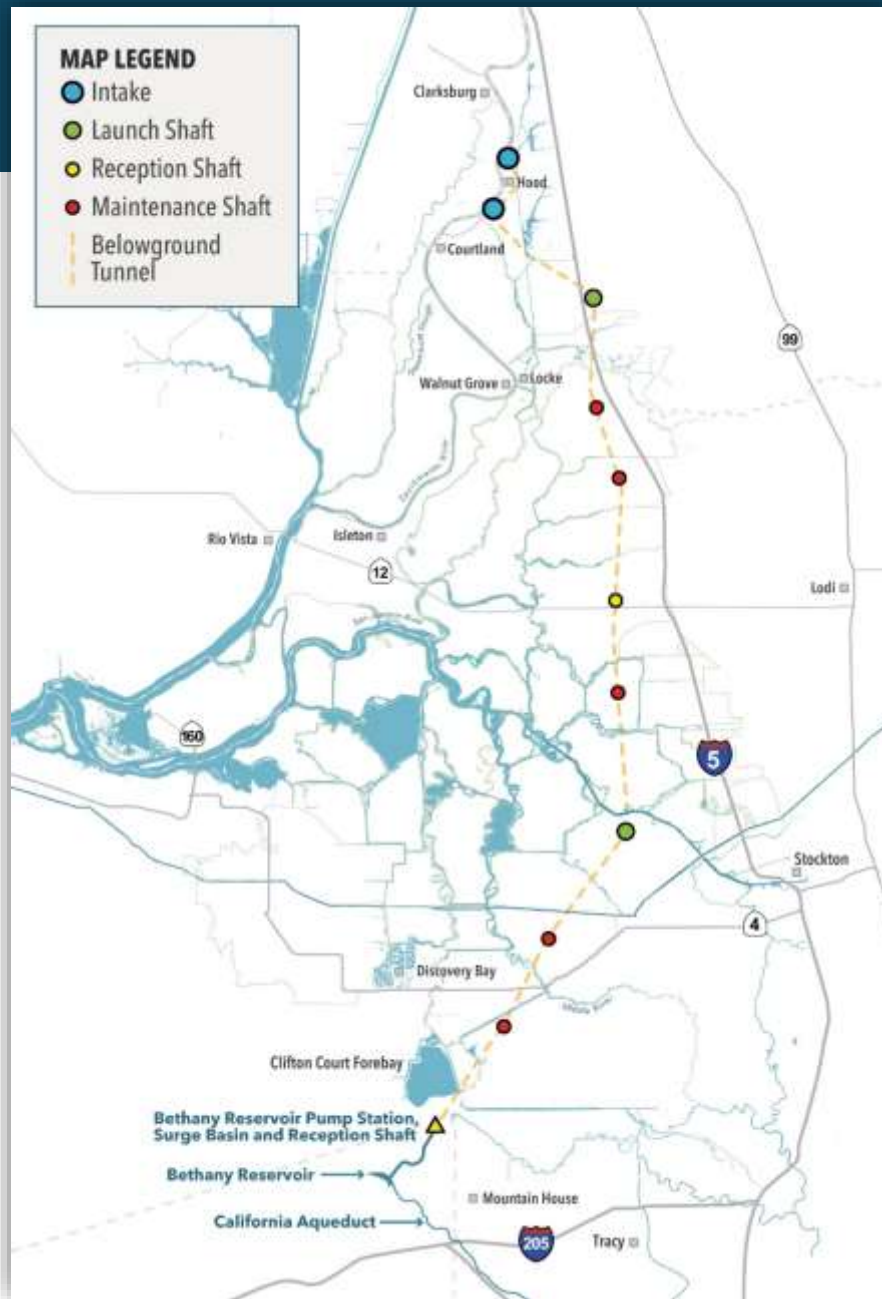 MAP LEGEND
Intake
Launch Shaft
Reception Shaft
Maintenance Shaft
Belowground
Tunnel
Clarksburg
Hood
Courtland
99
Walnut Grove
Locke
Rio Vista
Isleton
12
Lodi
160
5
Stockton
4
Discovery Bay
Middle River
Clifton Court Forebay
Bethany Reservoir Pump Station,
Surge Basin and Reception Shaft
Bethany Reservoir
Mountain House
California Aqueduct
205
Tracy